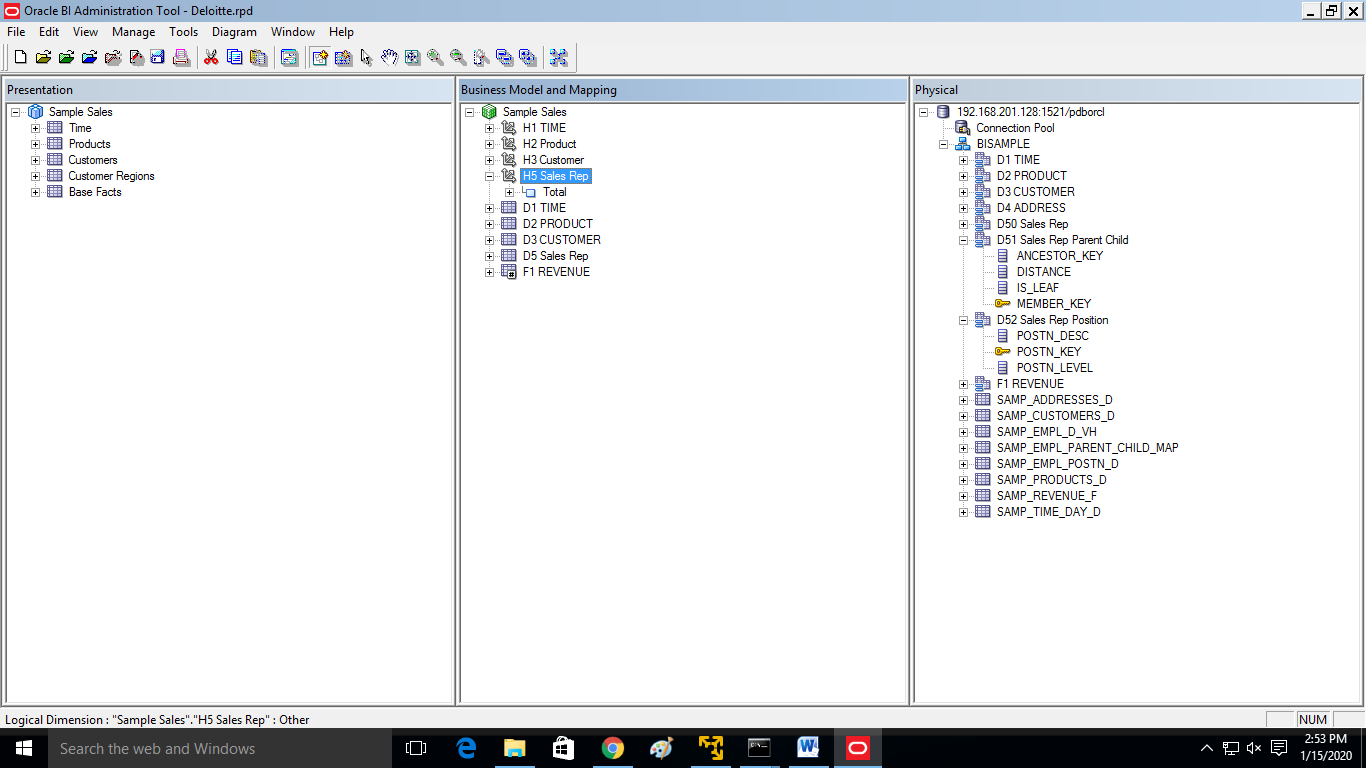 Oracle BI Administration Tool - Deloitte.rpd
File Edit View Manage Tools Diagram Window Help
Presentation
Sample Sales
Time
Products
Customers
Customer Regions
Base Facts
Business Model and Mapping
Sample Sales
H1 TIME
H2 Product
H3 Customer
H5 Sales Rep
Total
D1 TIME
D2 PRODUCT
D3 CUSTOMER
D5 Sales Rep
F1 REVENUE
Physical
192.168.201.128:1521/pdborcl
Connection Pool
BISAMPLE
D1 TIME
D2 PRODUCT
D3 CUSTOMER
D4 ADDRESS
D50 Sales Rep
D51 Sales Rep Parent Child
ANCESTOR_KEY
DISTANCE
IS_LEAF
MEMBER_KEY
D52 Sales Rep Position
POSTN_DESC
POSTN_KEY
POSTN_LEVEL
F1 REVENUE
SAMP_ADDRESSES_D
SAMP_CUSTOMERS_D
SAMP_EMPL_D_VH
SAMP_EMPL_PARENT_CHILD_MAP
SAMP_EMPL_POSTN_D
SAMP_PRODUCTS_D
SAMP_REVENUE_F
SAMP_TIME_DAY_D
Logical Dimension : "Sample Sales"."H5 Sales Rep" : Other
NUM
Search the web and Windows
2:53 PM
1/15/2020